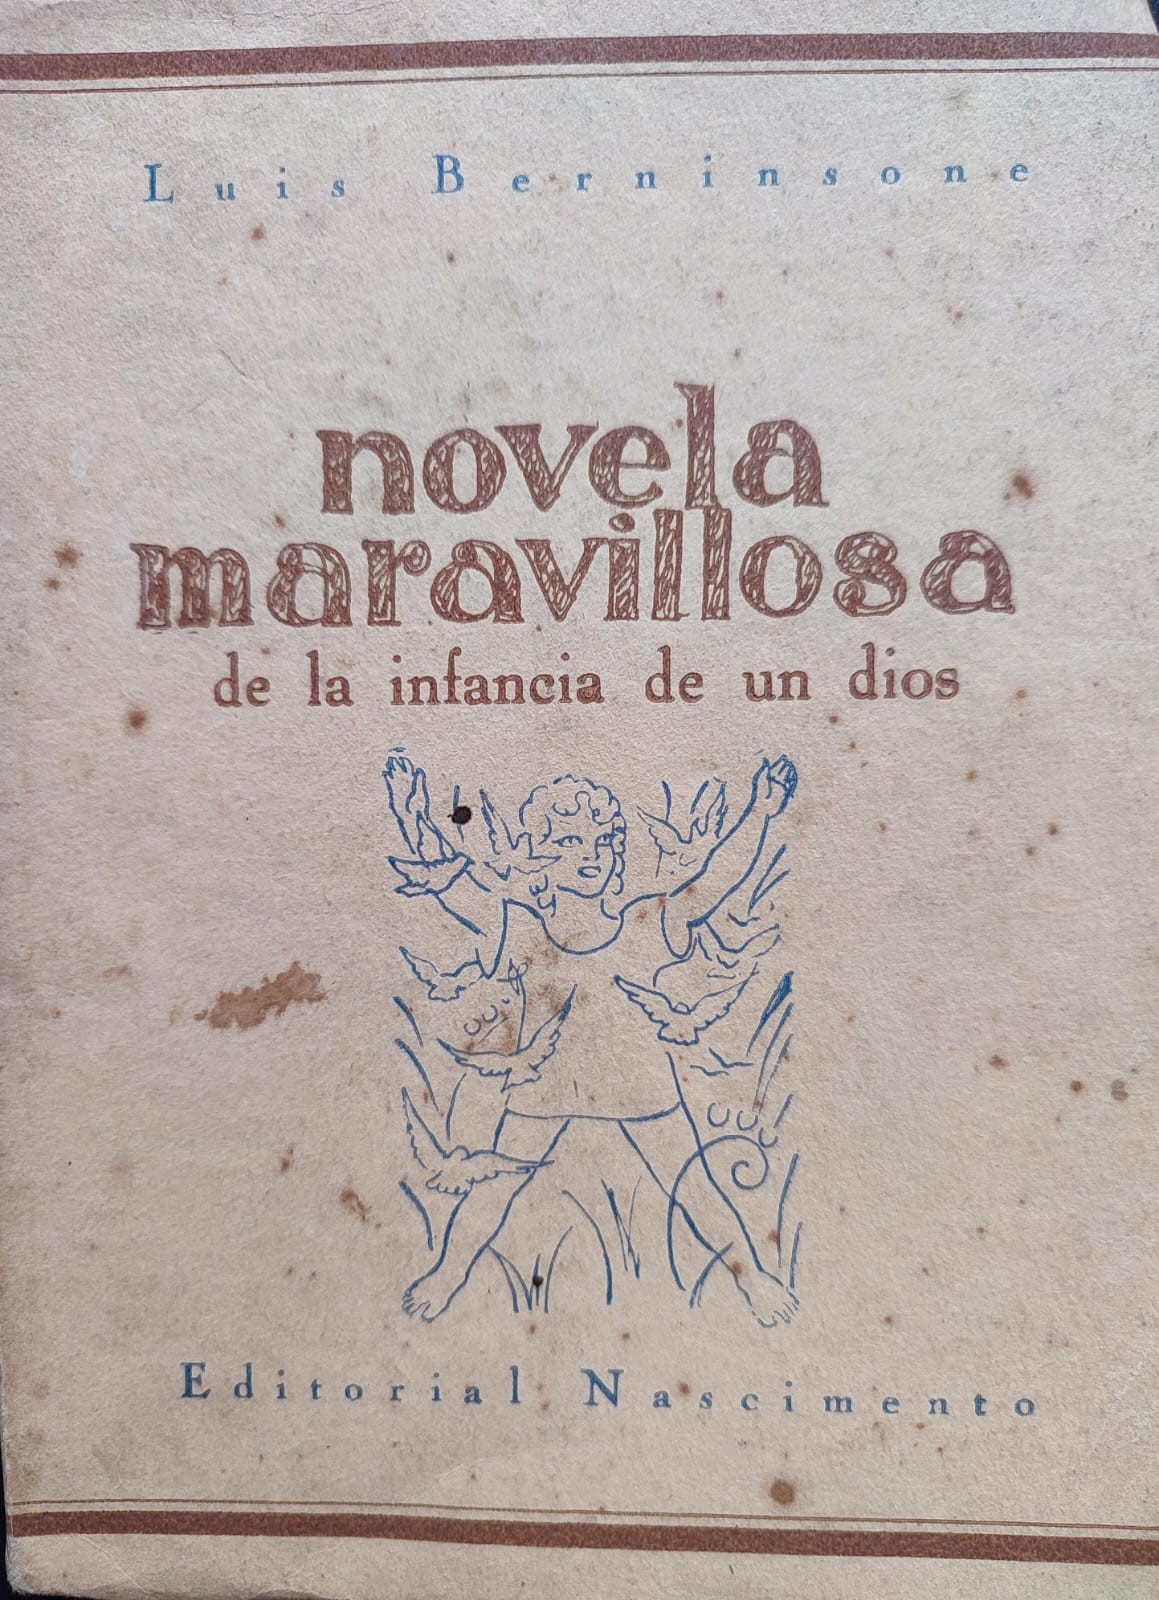 Luis Berninsone
novela
maravillosa
de la infancia de un dios
Editorial Nascimento